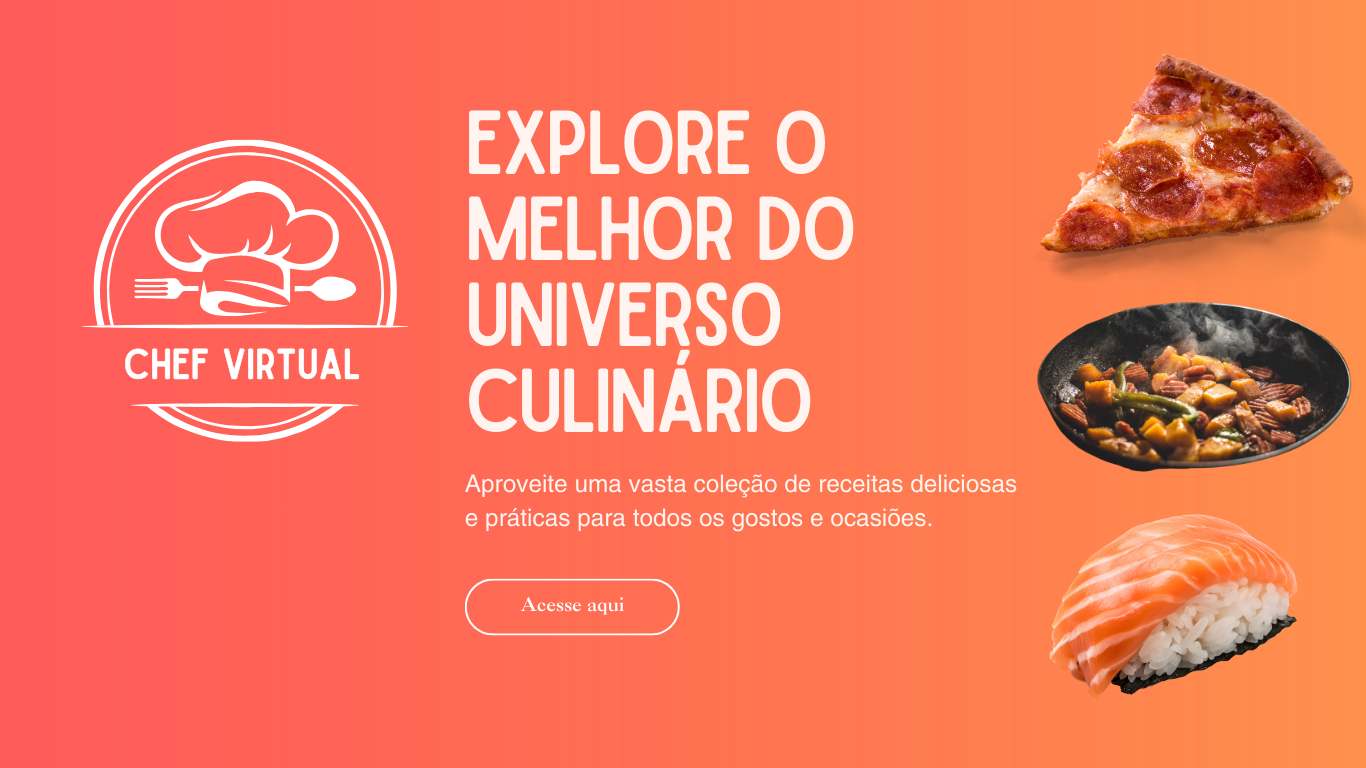 CHEF VIRTUAL
EXPLORE O
MELHOR DO
UNIVERSO
CULINÁRIO
Aproveite uma vasta coleção de receitas deliciosas
e práticas para todos os gostos e ocasiões.
Acesse aqui